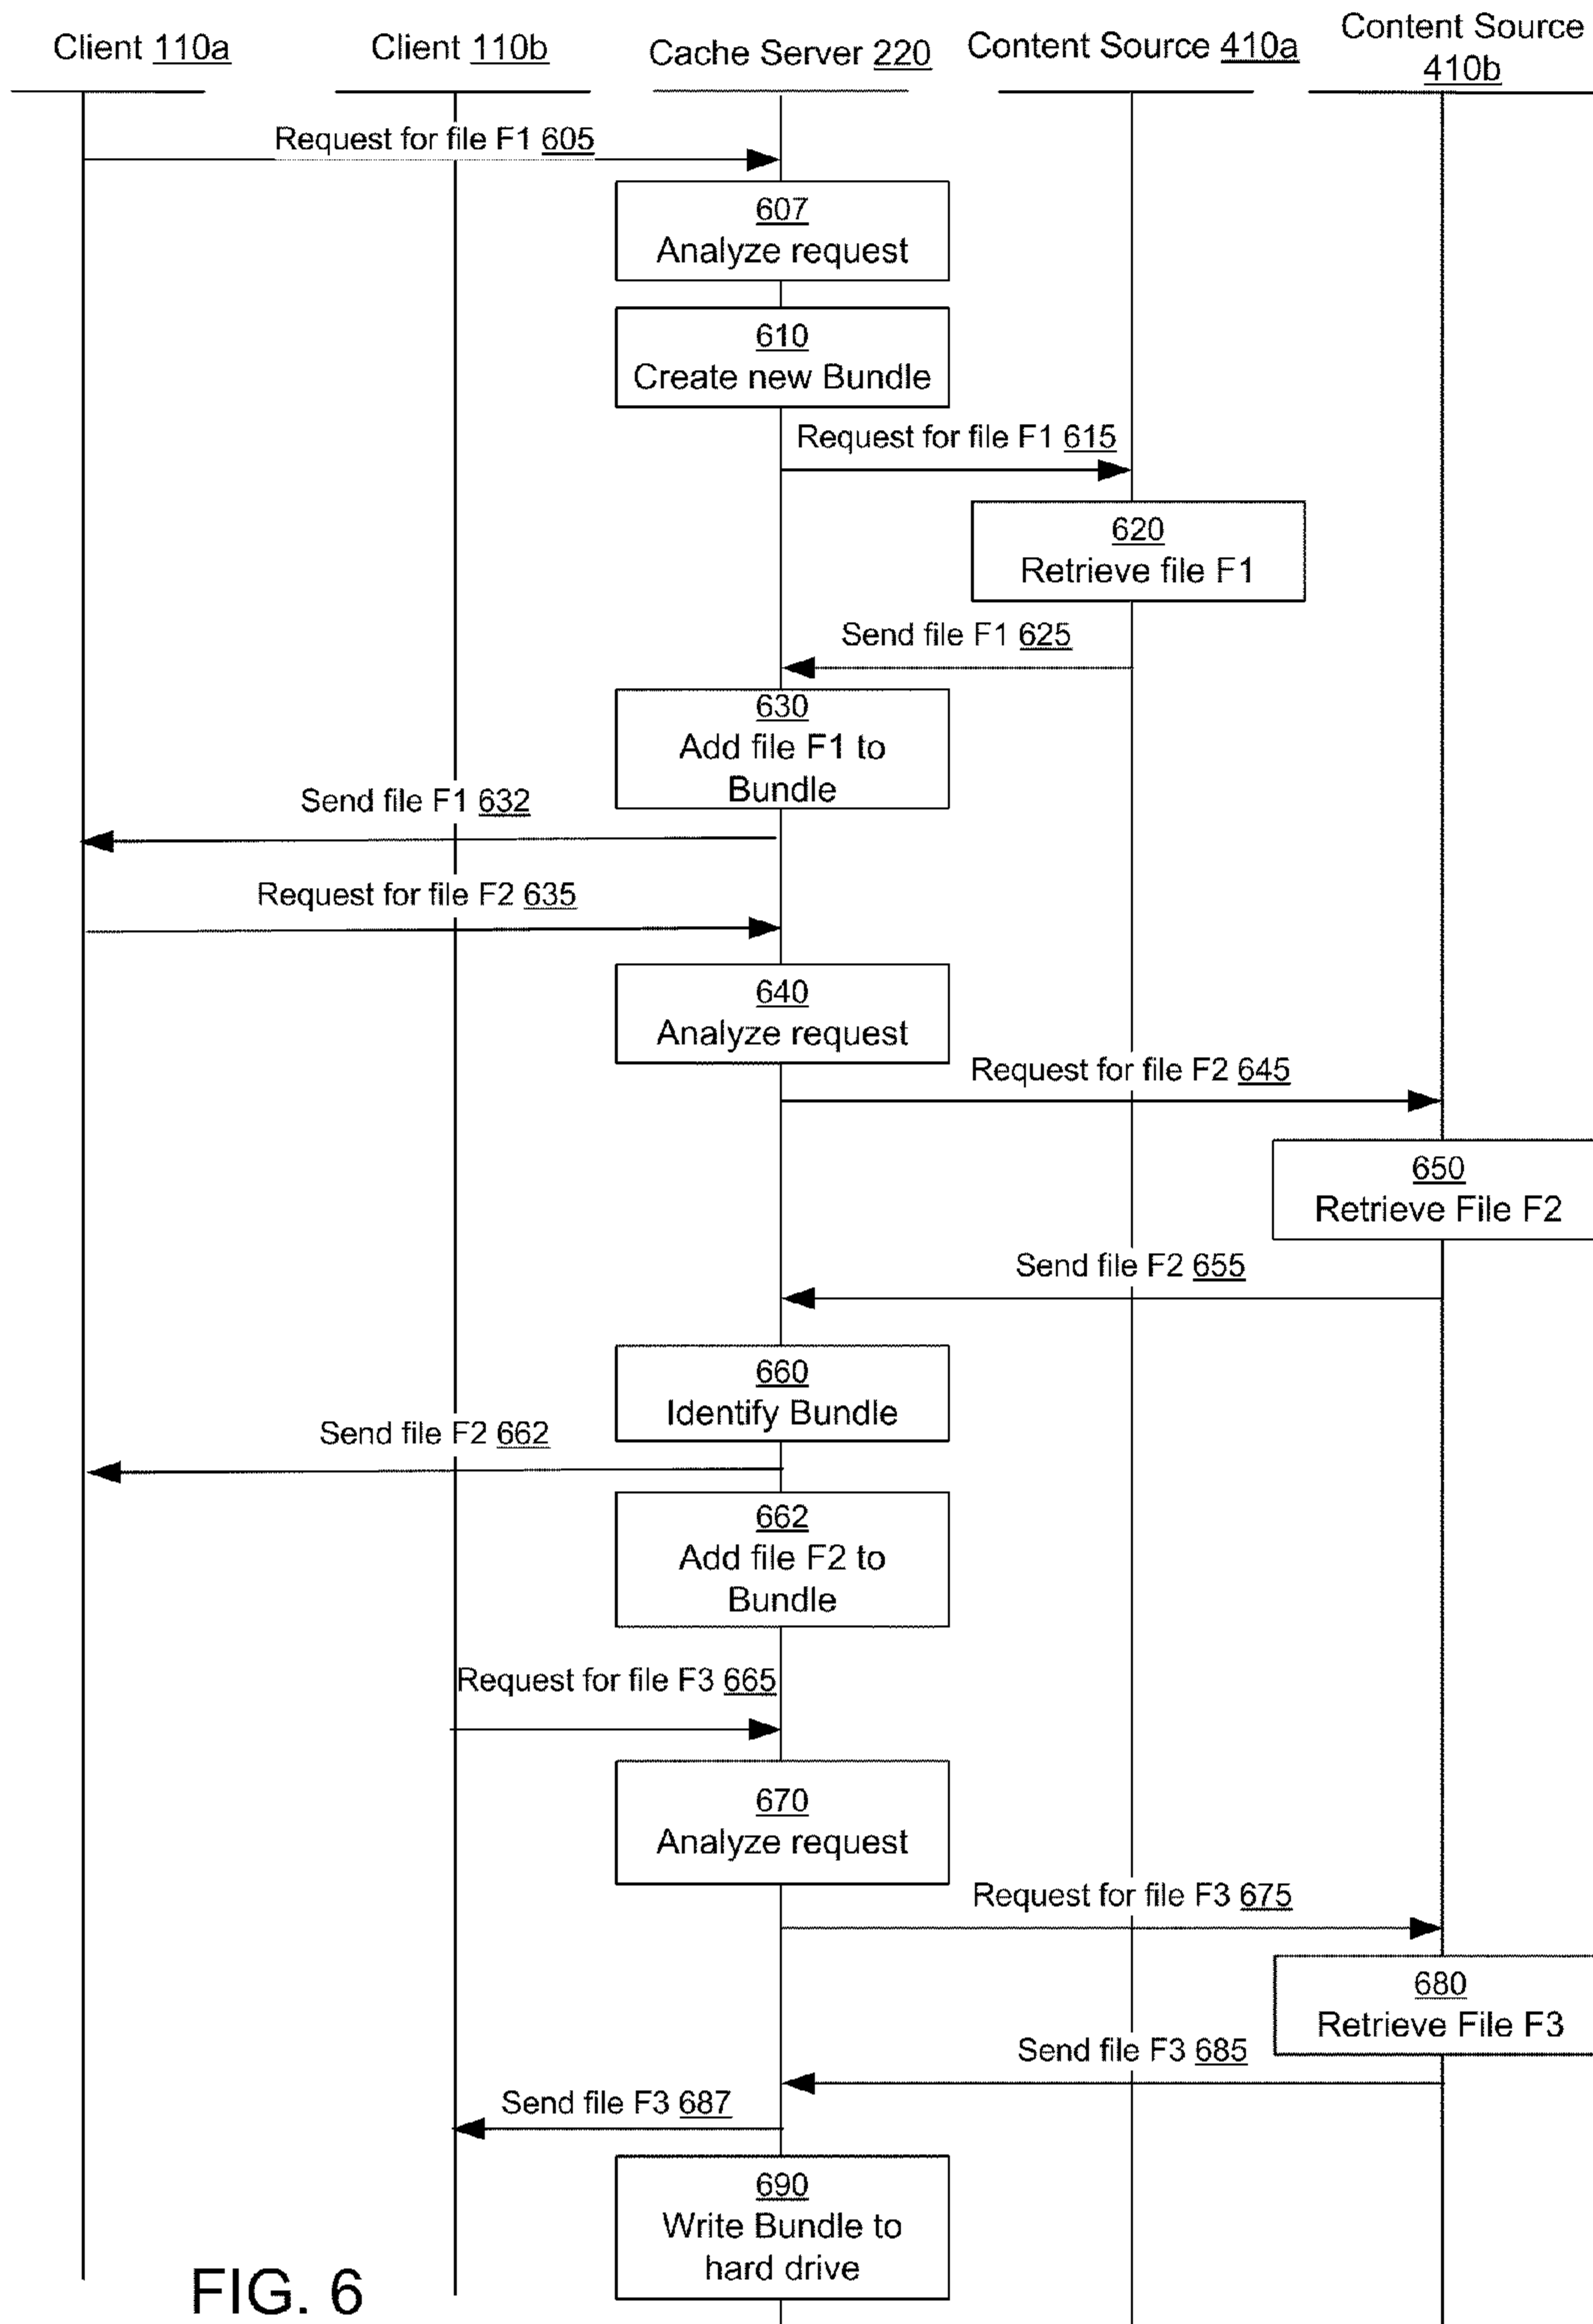 Client 110a
Client 110b
Cache Server 220
Content Source 410a
Content Source
410b
Request for file F1 605
607
Analyze request
610
Create new Bundle
Request for file F1 615
620
Retrieve file F1
Send file F1 625
630
Add file F1 to
Bundle
Send file F1 632
Request for file F2 635
640
Analyze request
Request for file F2 645
650
Retrieve File F2
Send file F2 655
660
Identify Bundle
Send file F2 662
662
Add file F2 to
Bundle
Request for file F3 665
670
Analyze request
Request for file F3 675
680
Retrieve File F3
Send file F3 685
Send file F3 687
690
Write Bundle to
hard drive
FIG. 6